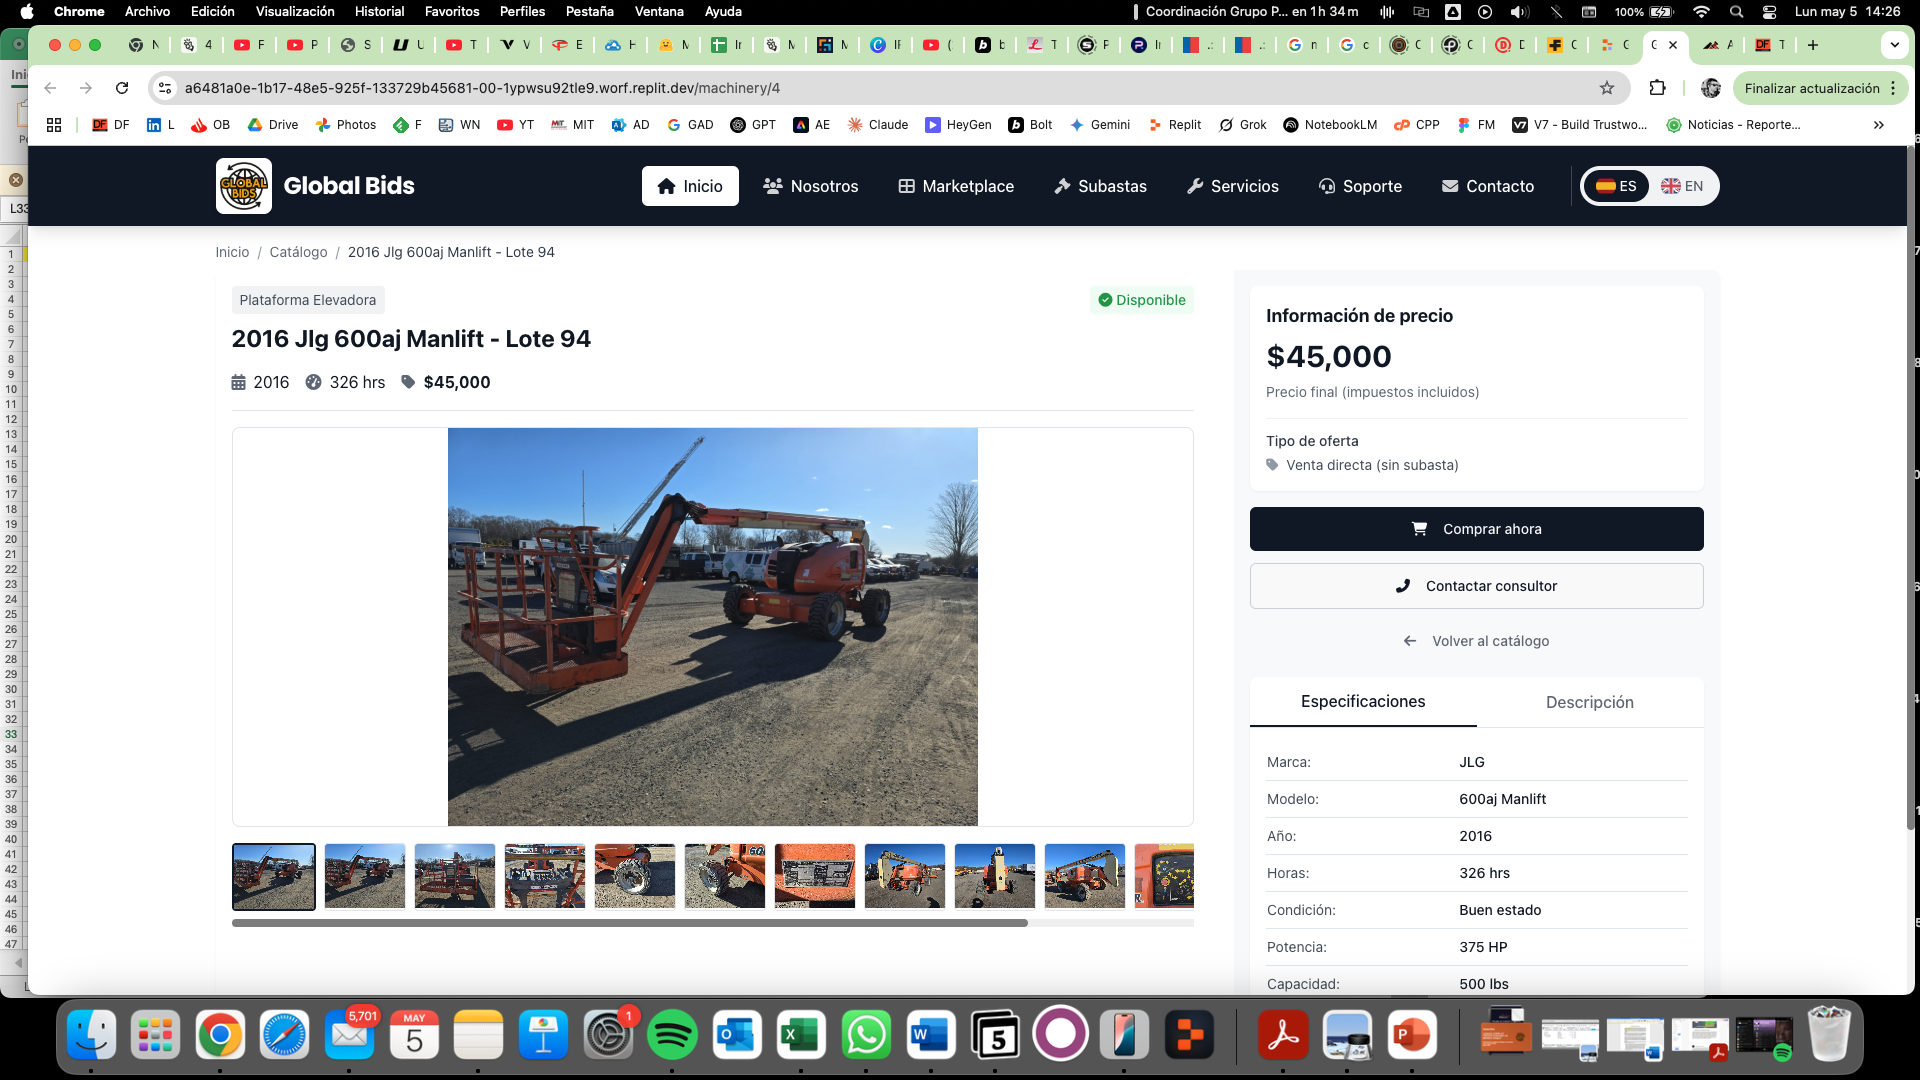 Chrome Archivo Edición Visualización Historial Favoritos Perfiles Pestaña Ventana Ayuda
Coordinación Grupo P... en 1 h 34 m 100% Lun may 5 14:26
a6481a0e-1b17-48e5-925f-133729b45681-00-1ypwsu92tle9.worf.replit.dev/machinery/4
Finalizar actualización
DF L OB Drive Photos F WN YT MIT AD GAD GPT AE Claude HeyGen Bolt Gemini Replit Grok NotebookLM CPP FM V7 - Build Trustwo... Noticias - Reporte...
GLOBAL BIDS
Global Bids
Inicio Nosotros Marketplace Subastas Servicios Soporte Contacto ES EN
Inicio / Catálogo / 2016 Jlg 600aj Manlift - Lote 94
Plataforma Elevadora
Disponible
2016 Jlg 600aj Manlift - Lote 94
2016 326 hrs $45,000
Información de precio
$45,000
Precio final (impuestos incluidos)
Tipo de oferta
Venta directa (sin subasta)
Comprar ahora
Contactar consultor
Volver al catálogo
Especificaciones Descripción
Marca: JLG
Modelo: 600aj Manlift
Año: 2016
Horas: 326 hrs
Condición: Buen estado
Potencia: 375 HP
Capacidad: 500 lbs
5,701
MAY
5
1
5